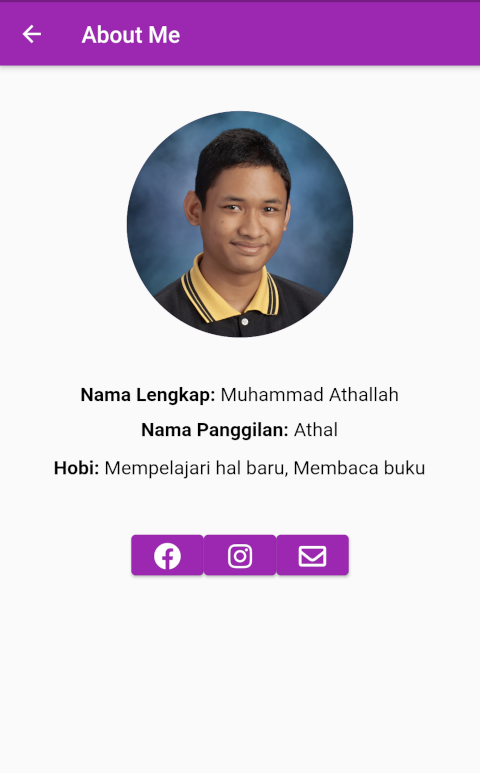 About Me
Nama Lengkap: Muhammad Athallah
Nama Panggilan: Athal
Hobi: Mempelajari hal baru, Membaca buku